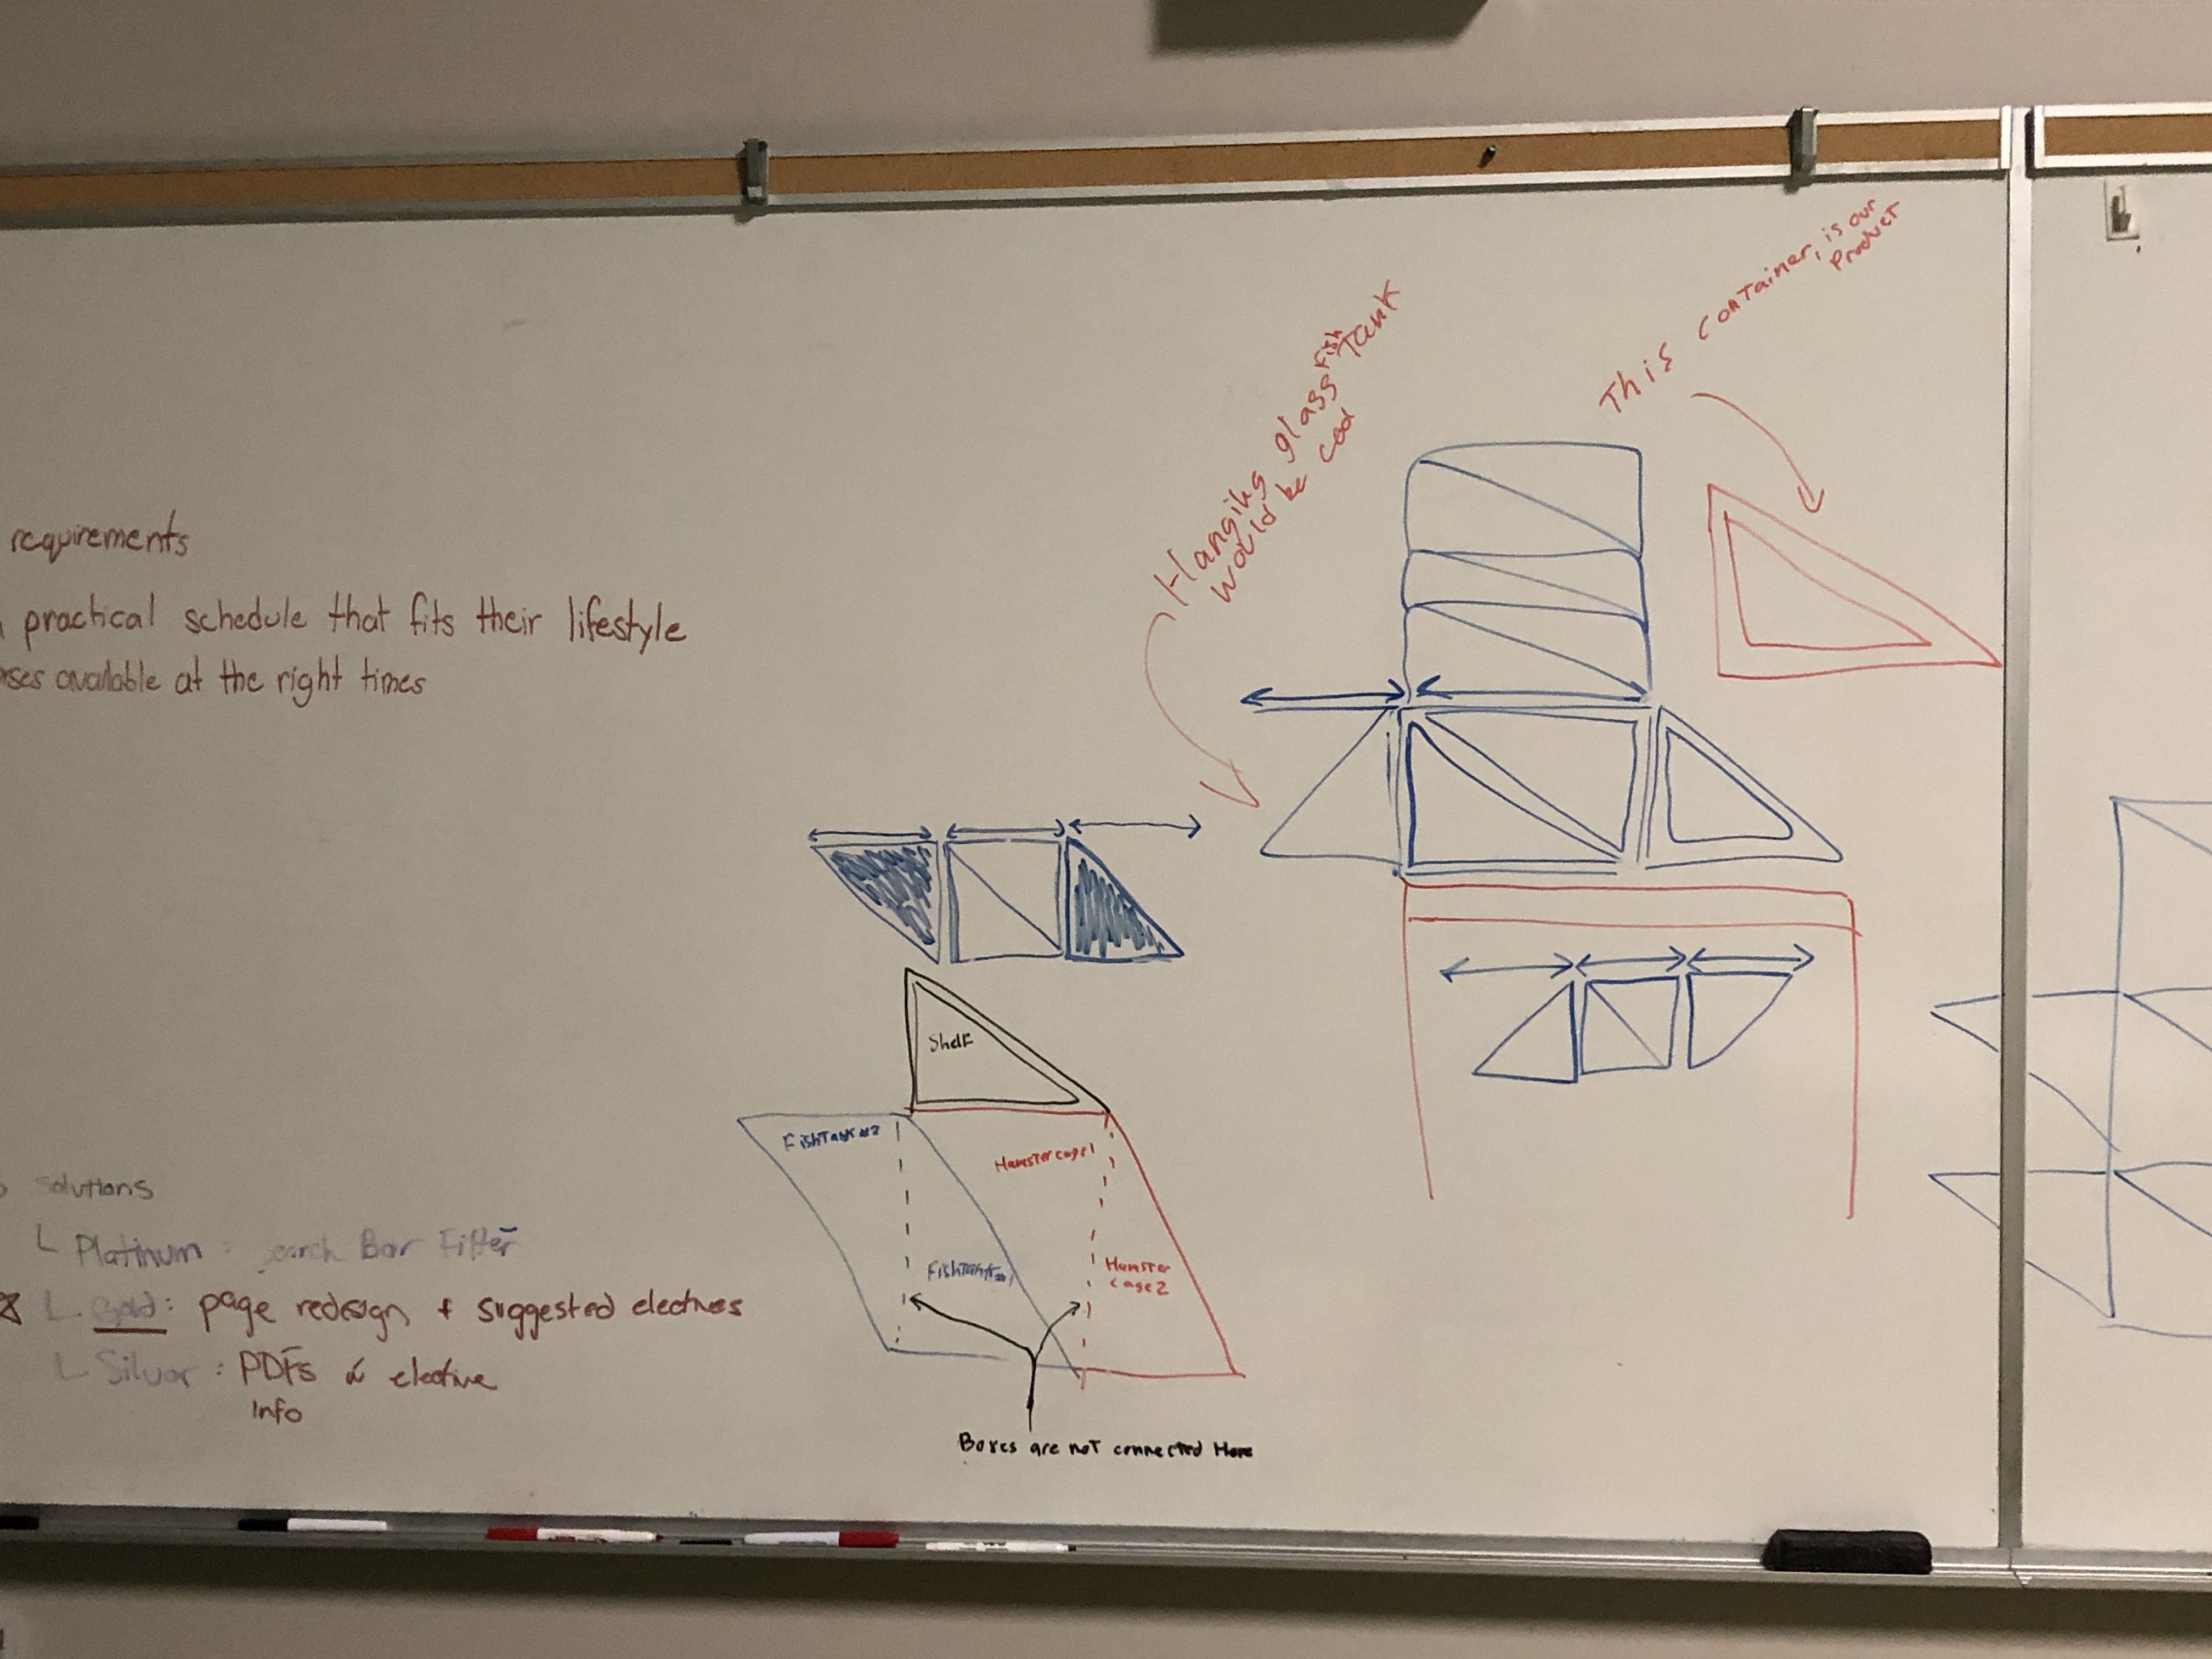 requirements
practical schedule that fits their lifestyle
available at the right times
solutions
Platinum : earch Bar Filter
Gold : page redesign + suggested electives
Silver : PDFs elective
Info
Hanging glass Fish Tank
would be cool
This container, is our
Product
Shelf
FishTank #2
Hamster cage 1
FishTank #1
Hamster
cage 2
Boxes are not connected Here